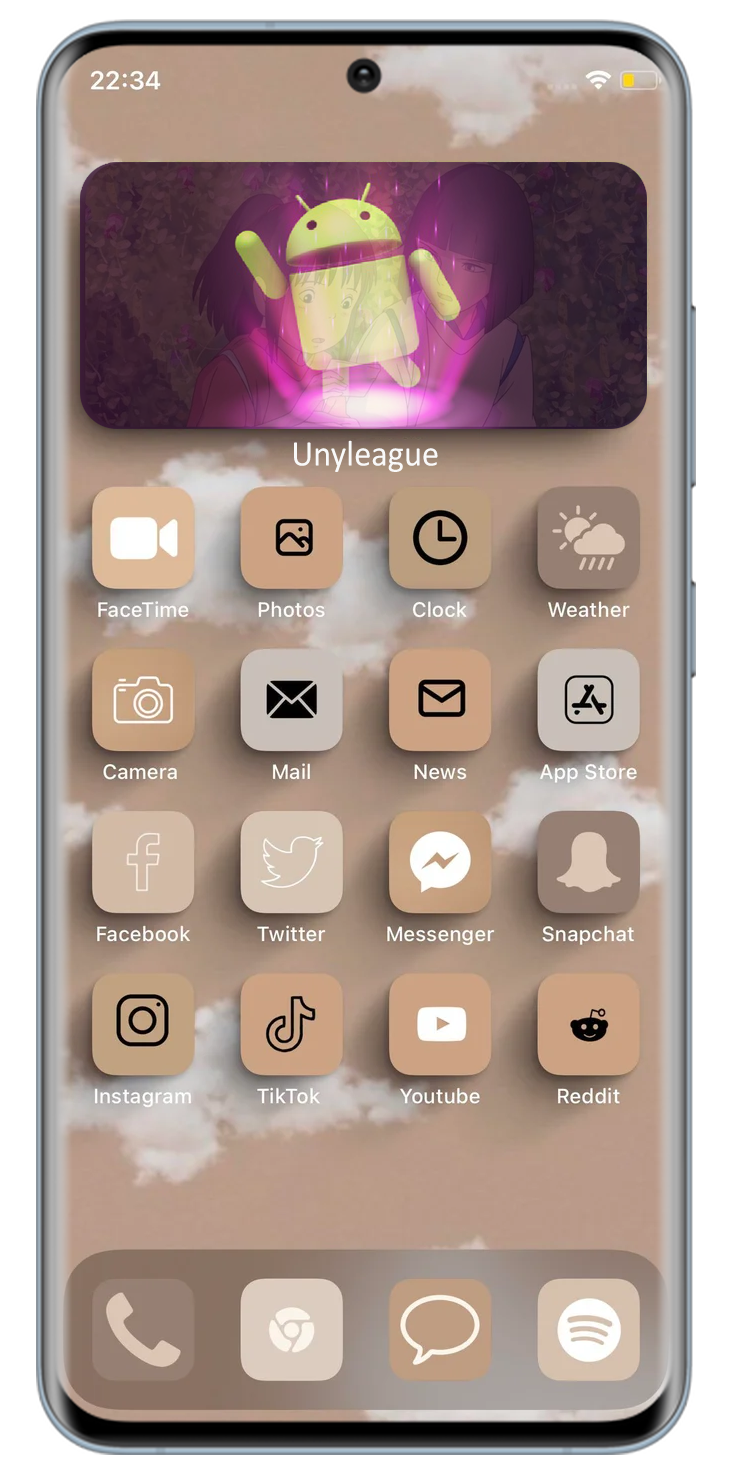 22:34
Unyleague
FaceTime Photos Clock Weather
Camera Mail News App Store
Facebook Twitter Messenger Snapchat
Instagram TikTok Youtube Reddit